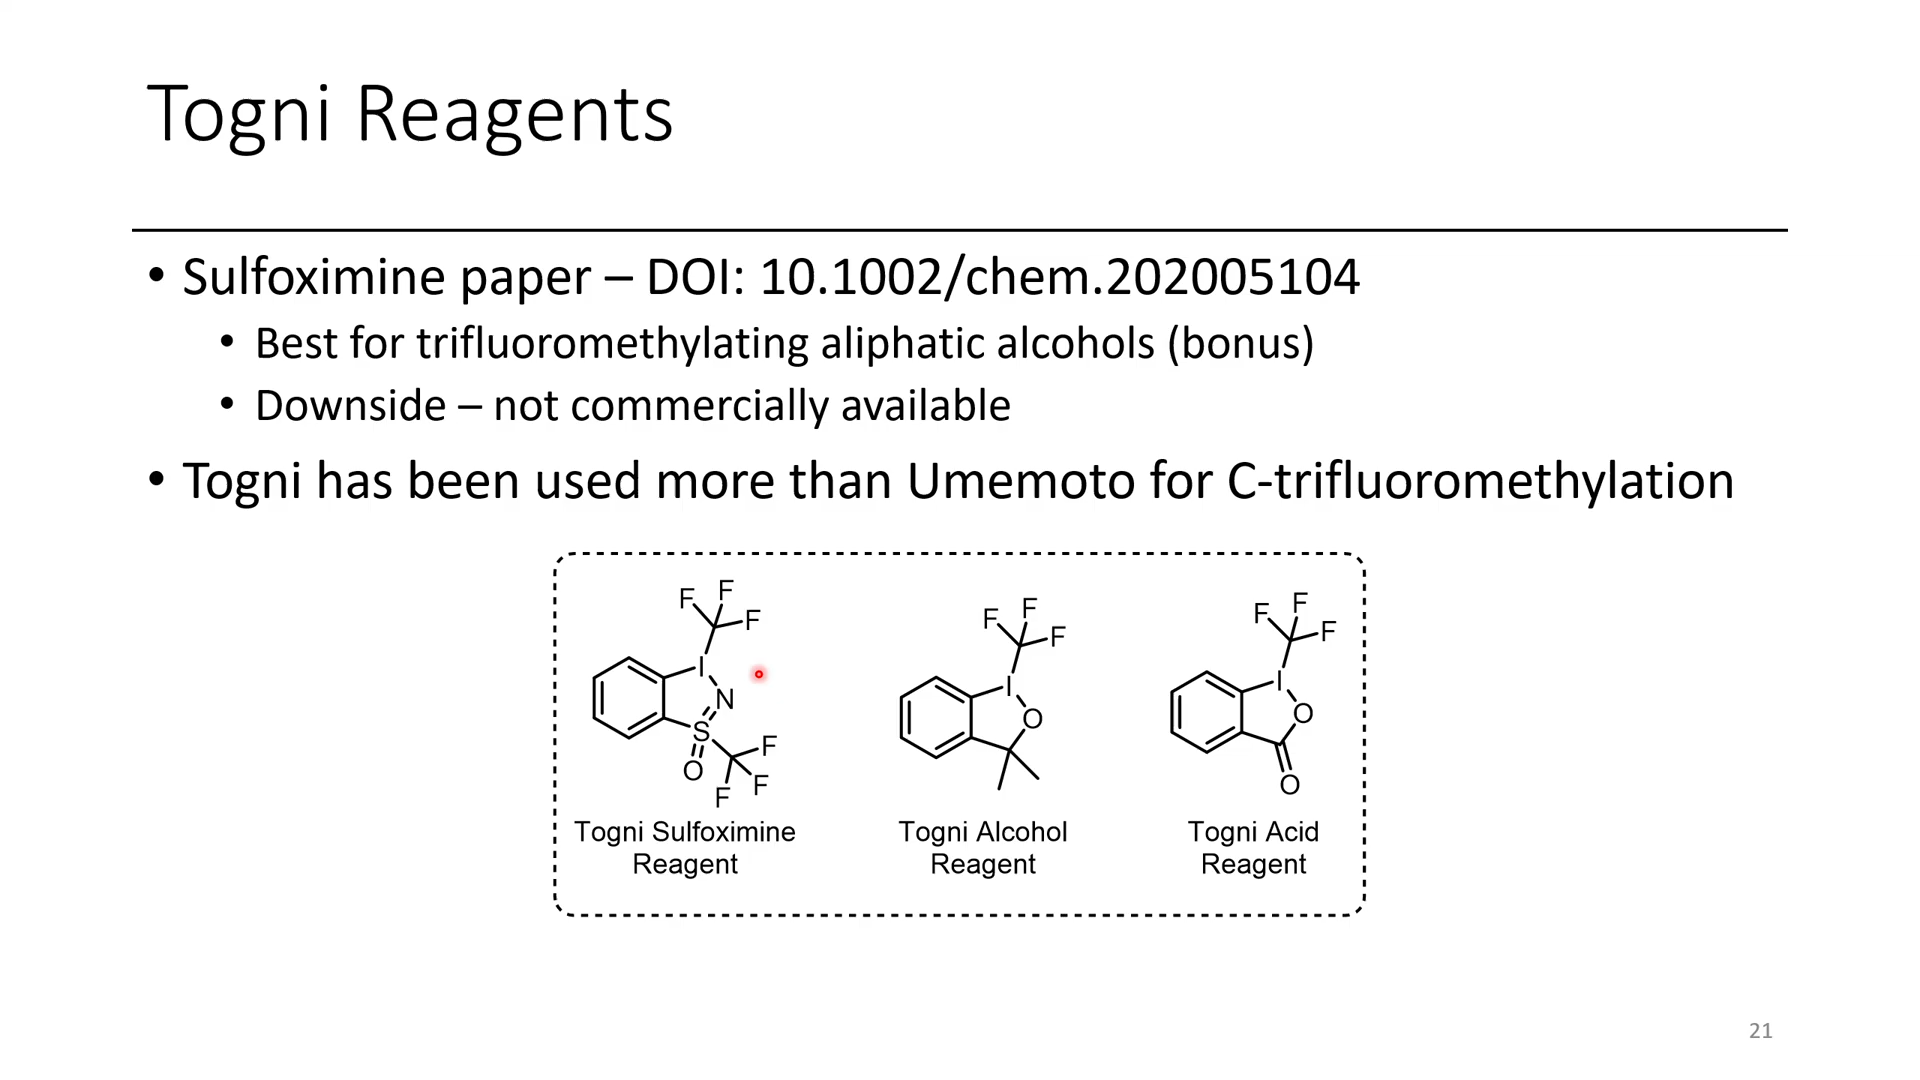 Togni Reagents
• Sulfoximine paper – DOI: 10.1002/chem.202005104
• Best for trifluoromethylating aliphatic alcohols (bonus)
• Downside – not commercially available
• Togni has been used more than Umemoto for C-trifluoromethylation
F F F
I
N
S
O
F
F F
Togni Sulfoximine
Reagent
F F F
I
O
Togni Alcohol
Reagent
F F F
I
O
O
Togni Acid
Reagent
21